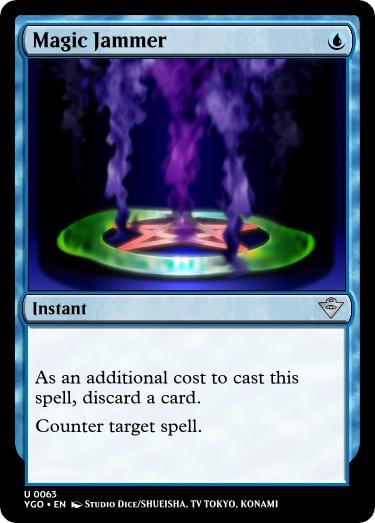 Magic Jammer
Instant
As an additional cost to cast this
spell, discard a card.
Counter target spell.
U 0063
YGO • EN Studio Dice/SHUEISHA, TV TOKYO, KONAMI